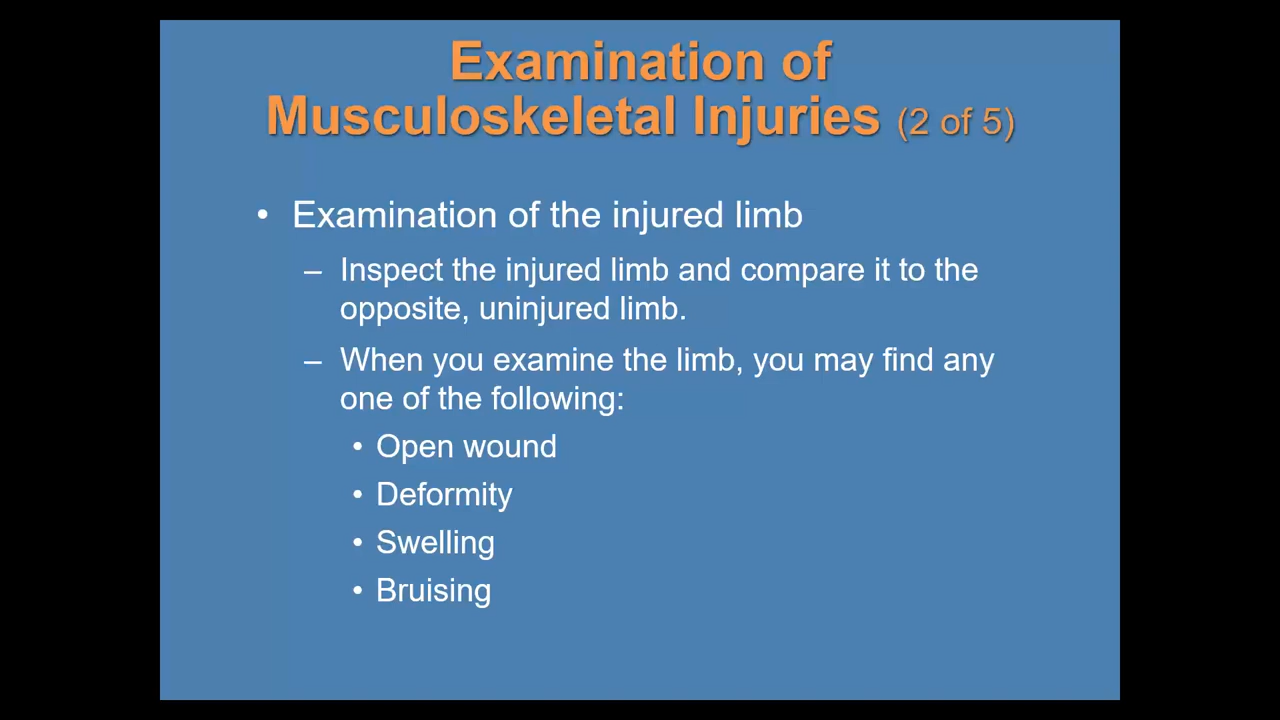 Examination of
Musculoskeletal Injuries (2 of 5)
• Examination of the injured limb
– Inspect the injured limb and compare it to the
opposite, uninjured limb.
– When you examine the limb, you may find any
one of the following:
• Open wound
• Deformity
• Swelling
• Bruising